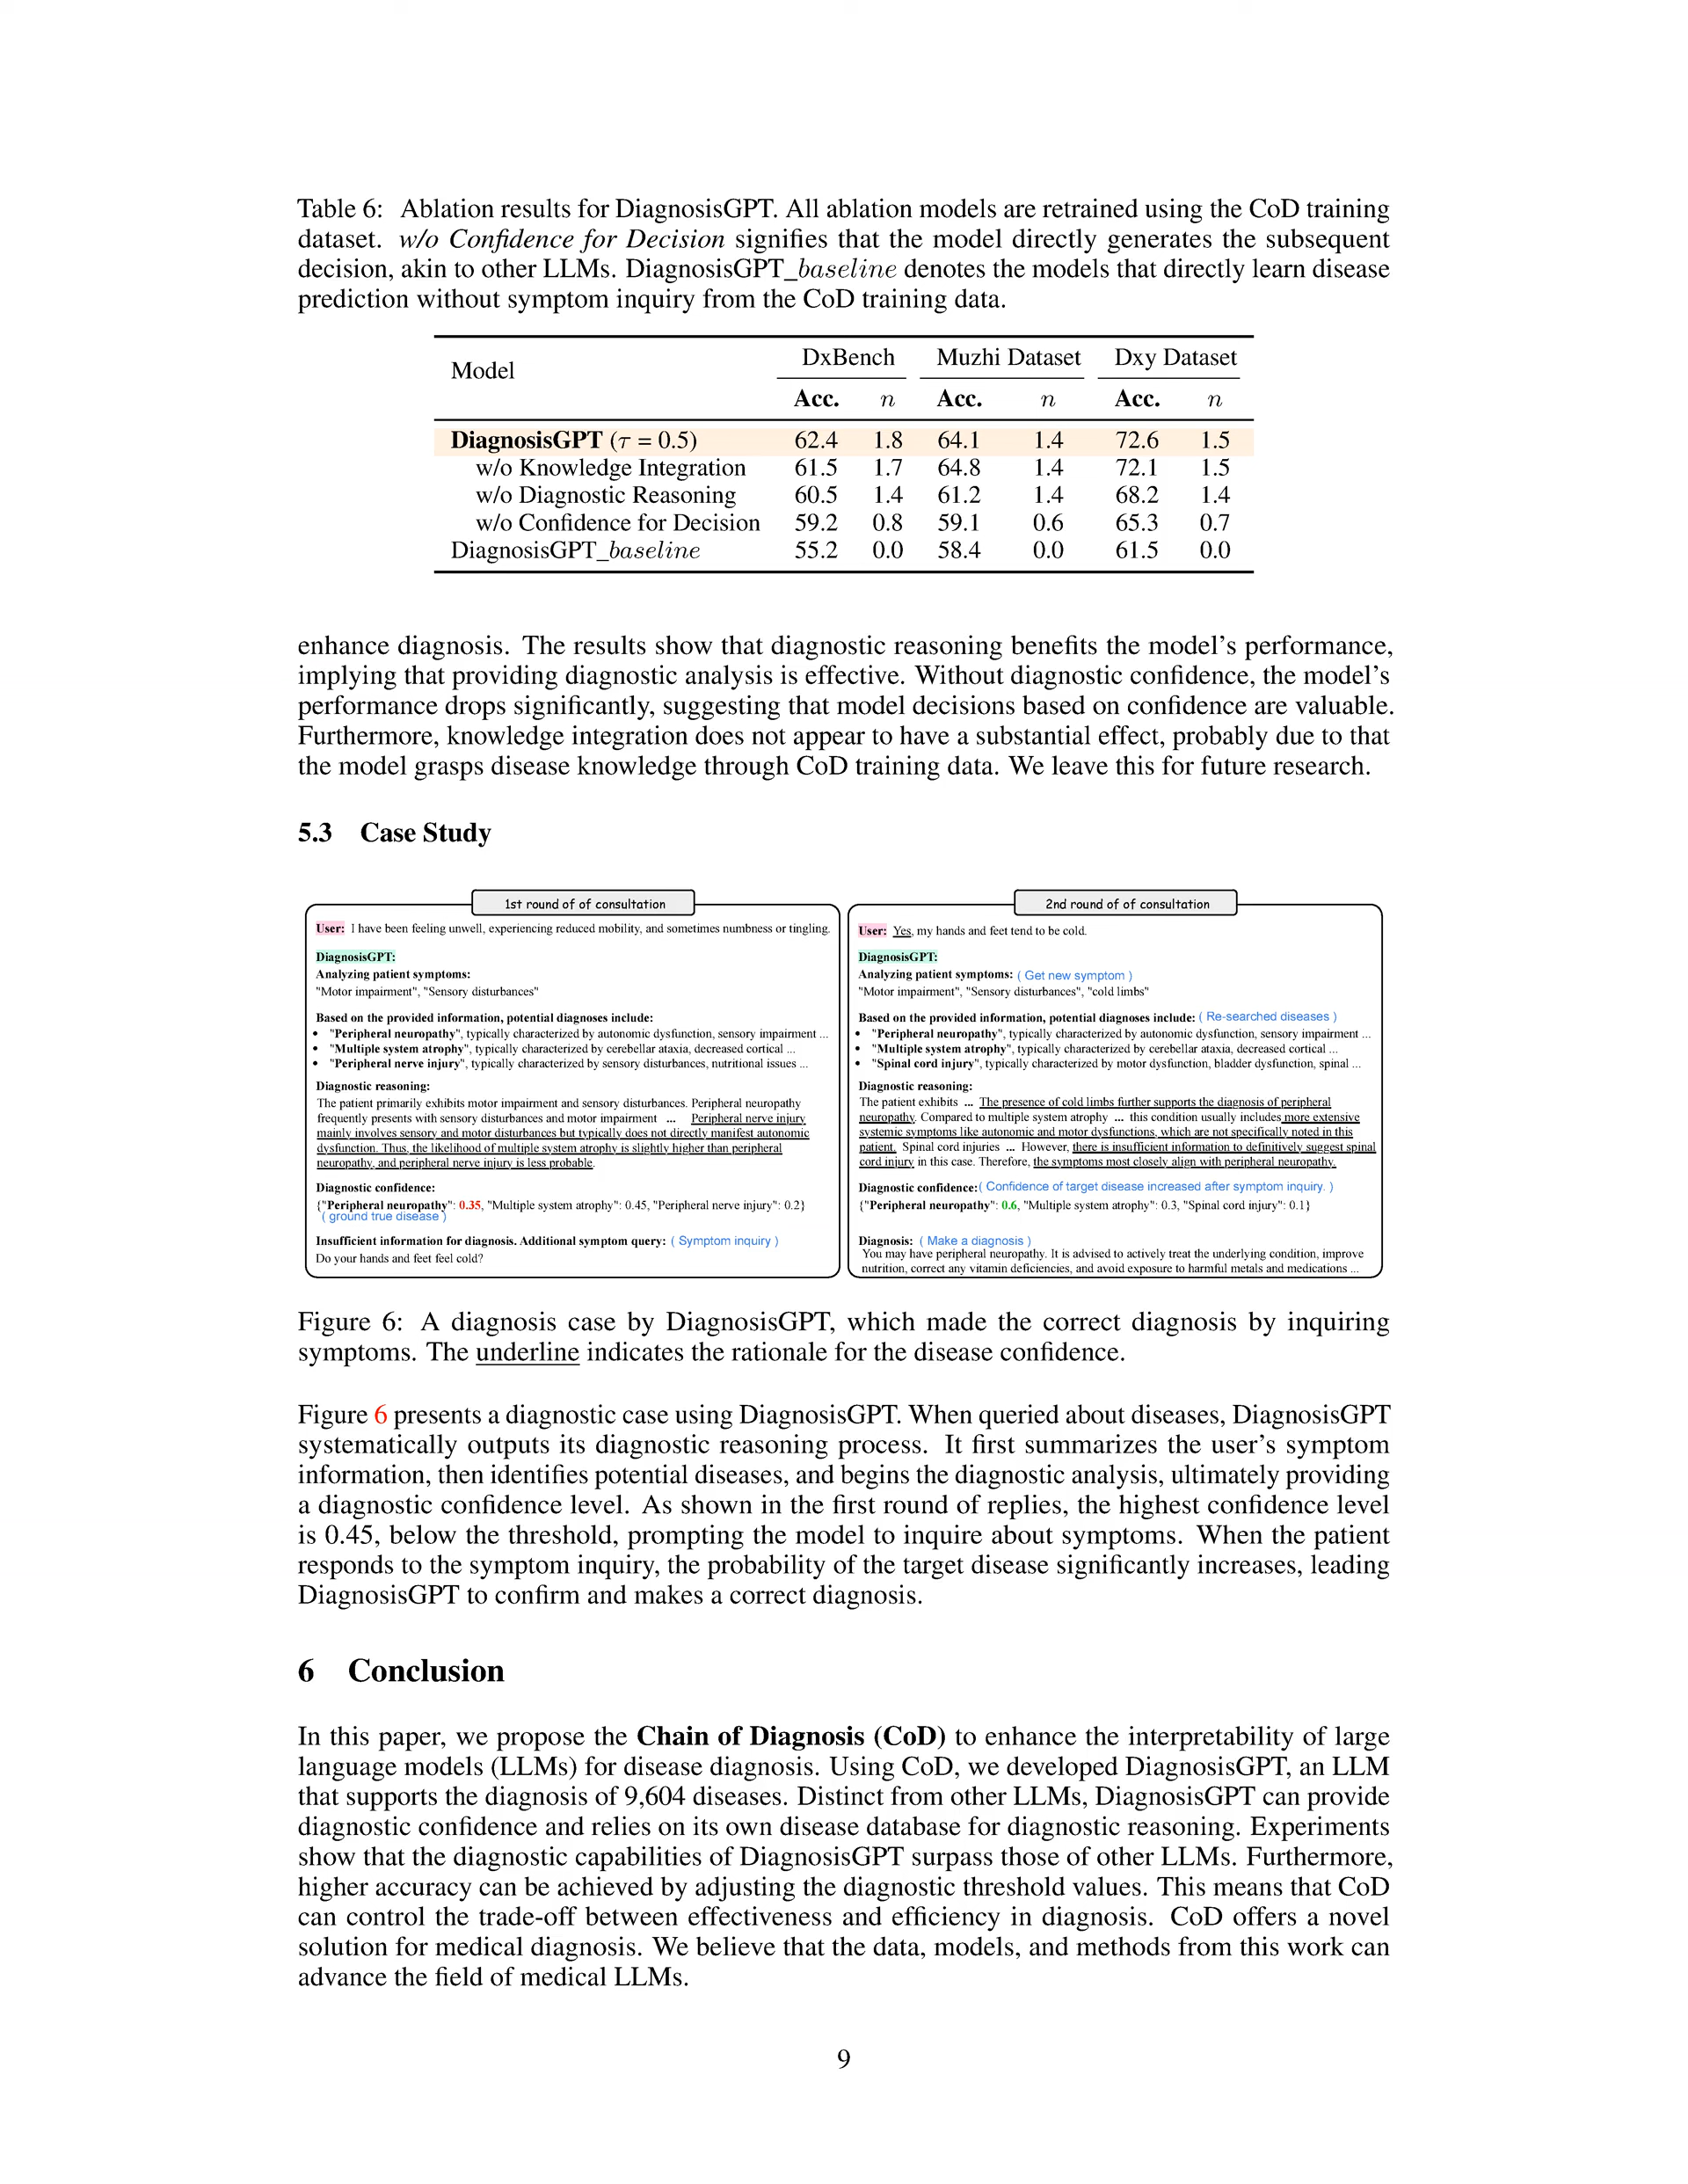 Table 6: Ablation results for DiagnosisGPT. All ablation models are retrained using the CoD training
dataset. w/o Confidence for Decision signifies that the model directly generates the subsequent
decision, akin to other LLMs. DiagnosisGPT_baseline denotes the models that directly learn disease
prediction without symptom inquiry from the CoD training data.
Model DxBench Muzhi Dataset Dxy Dataset
Acc. n Acc. n Acc. n
DiagnosisGPT (τ = 0.5) 62.4 1.8 64.1 1.4 72.6 1.5
w/o Knowledge Integration 61.5 1.7 64.8 1.4 72.1 1.5
w/o Diagnostic Reasoning 60.5 1.4 61.2 1.4 68.2 1.4
w/o Confidence for Decision 59.2 0.8 59.1 0.6 65.3 0.7
DiagnosisGPT_baseline 55.2 0.0 58.4 0.0 61.5 0.0
enhance diagnosis. The results show that diagnostic reasoning benefits the model's performance,
implying that providing diagnostic analysis is effective. Without diagnostic confidence, the model's
performance drops significantly, suggesting that model decisions based on confidence are valuable.
Furthermore, knowledge integration does not appear to have a substantial effect, probably due to that
the model grasps disease knowledge through CoD training data. We leave this for future research.
5.3 Case Study
1st round of of consultation
User: I have been feeling unwell, experiencing reduced mobility, and sometimes numbness or tingling.
DiagnosisGPT:
Analyzing patient symptoms:
"Motor impairment", "Sensory disturbances"
Based on the provided information, potential diagnoses include:
• "Peripheral neuropathy", typically characterized by autonomic dysfunction, sensory impairment ...
• "Multiple system atrophy", typically characterized by cerebellar ataxia, decreased cortical ...
• "Peripheral nerve injury", typically characterized by sensory disturbances, nutritional issues ...
Diagnostic reasoning:
The patient primarily exhibits motor impairment and sensory disturbances. Peripheral neuropathy
frequently presents with sensory disturbances and motor impairment ... Peripheral nerve injury
mainly involves sensory and motor disturbances but typically does not directly manifest autonomic
dysfunction. Thus, the likelihood of multiple system atrophy is slightly higher than peripheral
neuropathy, and peripheral nerve injury is less probable.
Diagnostic confidence:
{"Peripheral neuropathy": 0.35, "Multiple system atrophy": 0.45, "Peripheral nerve injury": 0.2}
( ground true disease )
Insufficient information for diagnosis. Additional symptom query: ( Symptom inquiry )
Do your hands and feet feel cold?
2nd round of of consultation
User: Yes, my hands and feet tend to be cold.
DiagnosisGPT:
Analyzing patient symptoms: ( Get new symptom )
"Motor impairment", "Sensory disturbances", "cold limbs"
Based on the provided information, potential diagnoses include: ( Re-searched diseases )
• "Peripheral neuropathy", typically characterized by autonomic dysfunction, sensory impairment ...
• "Multiple system atrophy", typically characterized by cerebellar ataxia, decreased cortical ...
• "Spinal cord injury", typically characterized by motor dysfunction, bladder dysfunction, spinal ...
Diagnostic reasoning:
The patient exhibits ... The presence of cold limbs further supports the diagnosis of peripheral
neuropathy. Compared to multiple system atrophy ... this condition usually includes more extensive
systemic symptoms like autonomic and motor dysfunctions, which are not specifically noted in this
patient. Spinal cord injuries ... However, there is insufficient information to definitively suggest spinal
cord injury in this case. Therefore, the symptoms most closely align with peripheral neuropathy.
Diagnostic confidence: ( Confidence of target disease increased after symptom inquiry. )
{"Peripheral neuropathy": 0.6, "Multiple system atrophy": 0.3, "Spinal cord injury": 0.1}
Diagnosis: ( Make a diagnosis )
You may have peripheral neuropathy. It is advised to actively treat the underlying condition, improve
nutrition, correct any vitamin deficiencies, and avoid exposure to harmful metals and medications ...
Figure 6: A diagnosis case by DiagnosisGPT, which made the correct diagnosis by inquiring
symptoms. The underline indicates the rationale for the disease confidence.
Figure 6 presents a diagnostic case using DiagnosisGPT. When queried about diseases, DiagnosisGPT
systematically outputs its diagnostic reasoning process. It first summarizes the user's symptom
information, then identifies potential diseases, and begins the diagnostic analysis, ultimately providing
a diagnostic confidence level. As shown in the first round of replies, the highest confidence level
is 0.45, below the threshold, prompting the model to inquire about symptoms. When the patient
responds to the symptom inquiry, the probability of the target disease significantly increases, leading
DiagnosisGPT to confirm and makes a correct diagnosis.
6 Conclusion
In this paper, we propose the Chain of Diagnosis (CoD) to enhance the interpretability of large
language models (LLMs) for disease diagnosis. Using CoD, we developed DiagnosisGPT, an LLM
that supports the diagnosis of 9,604 diseases. Distinct from other LLMs, DiagnosisGPT can provide
diagnostic confidence and relies on its own disease database for diagnostic reasoning. Experiments
show that the diagnostic capabilities of DiagnosisGPT surpass those of other LLMs. Furthermore,
higher accuracy can be achieved by adjusting the diagnostic threshold values. This means that CoD
can control the trade-off between effectiveness and efficiency in diagnosis. CoD offers a novel
solution for medical diagnosis. We believe that the data, models, and methods from this work can
advance the field of medical LLMs.
9